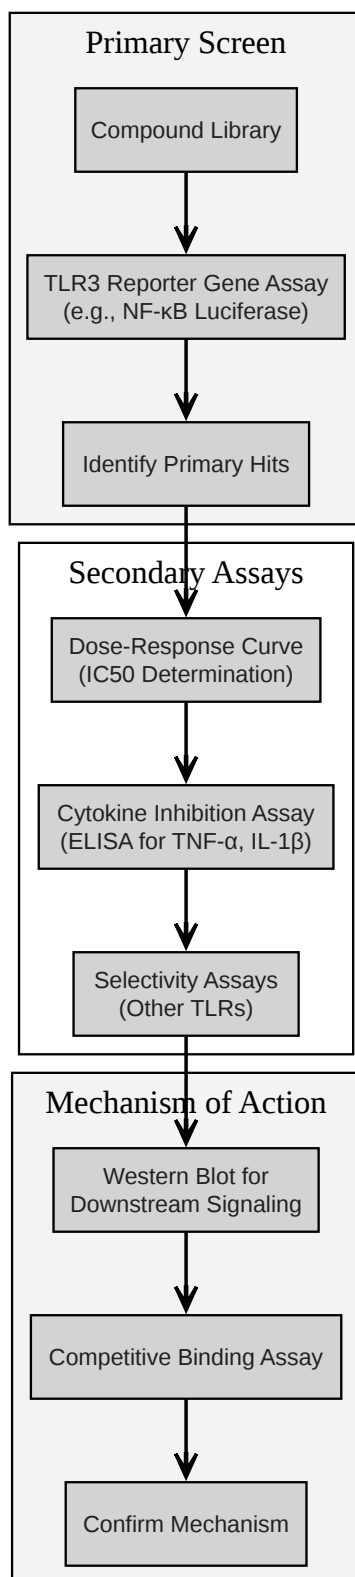 Primary Screen
Compound Library
TLR3 Reporter Gene Assay
(e.g., NF-κB Luciferase)
Identify Primary Hits
Secondary Assays
Dose-Response Curve
(IC50 Determination)
Cytokine Inhibition Assay
(ELISA for TNF-α, IL-1β)
Selectivity Assays
(Other TLRs)
Mechanism of Action
Western Blot for
Downstream Signaling
Competitive Binding Assay
Confirm Mechanism